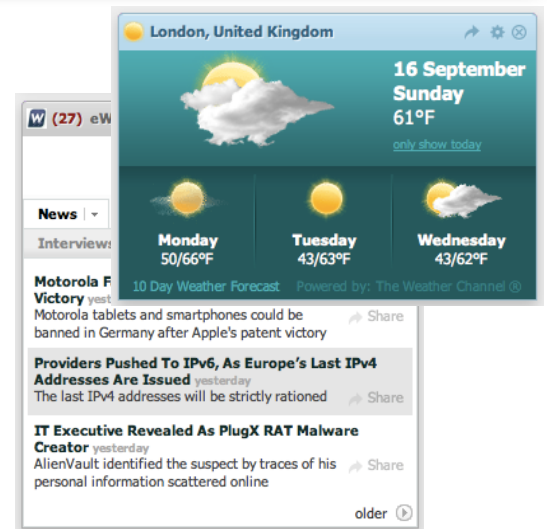 London, United Kingdom
16 September
Sunday
61°F
only show today
Monday
50/66ºF
Tuesday
43/63ºF
Wednesday
43/62ºF
10 Day Weather Forecast Powered by: The Weather Channel ®
W (27)
News
Interviews
Motorola
Victory
Motorola tablets and smartphones could be
banned in Germany after Apple's patent victory
Share
Providers Pushed To IPv6, As Europe's Last IPv4
Addresses Are Issued yesterday
The last IPv4 addresses will be strictly rationed
Share
IT Executive Revealed As PlugX RAT Malware
Creator yesterday
AlienVault identified the suspect by traces of his
personal information scattered online
Share
older